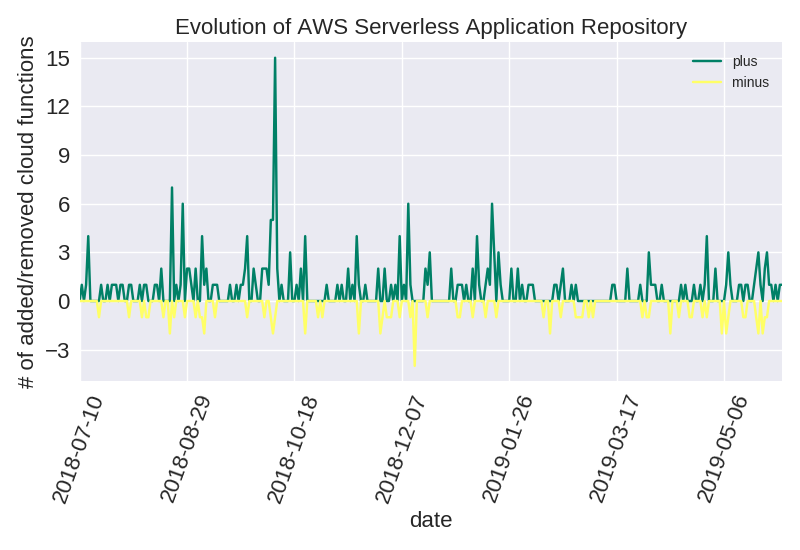 Evolution of AWS Serverless Application Repository
# of added/removed cloud functions
15
12
9
6
3
0
−3
plus
minus
2018-07-10
2018-08-29
2018-10-18
2018-12-07
2019-01-26
2019-03-17
2019-05-06
date